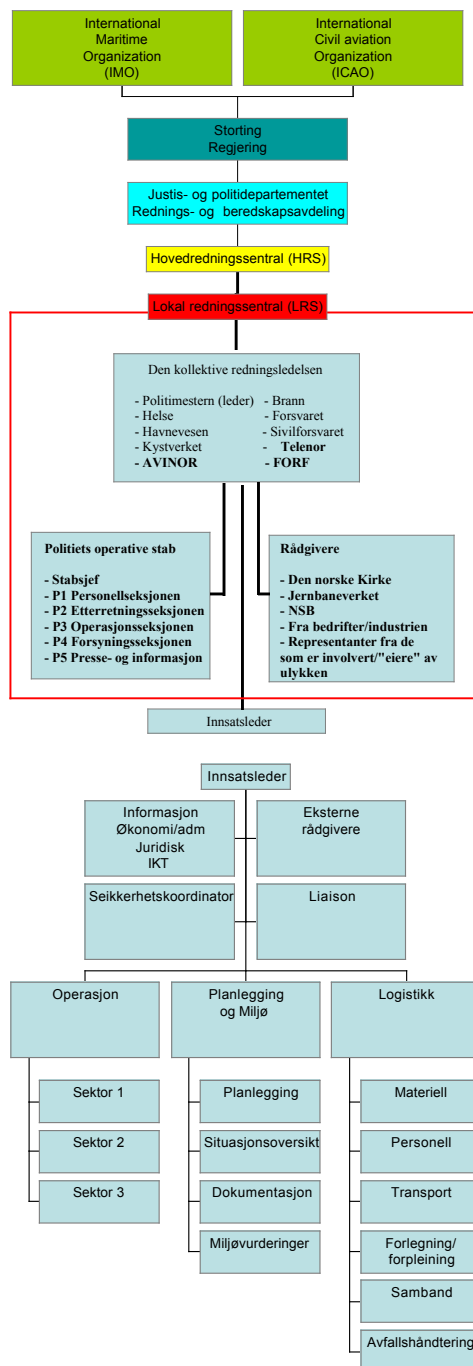 International
Maritime
Organization
(IMO)
International
Civil aviation
Organization
(ICAO)
Storting
Regjering
Justis- og politidepartementet
Rednings- og beredskapsavdeling
Hovedredningssentral (HRS)
Lokal redningssentral (LRS)
Den kollektive redningsledelsen
- Politimestern (leder)
- Helse
- Havnevesen
- Kystverket
- AVINOR
- Brann
- Forsvaret
- Sivilforsvaret
- Telenor
- FORF
Politiets operative stab
- Stabsjef
- P1 Personellseksjonen
- P2 Etterretningseksjonen
- P3 Operasjonsseksjonen
- P4 Forsyningsseksjonen
- P5 Presse- og informasjon
Rådgivere
- Den norske Kirke
- Jernbaneverket
- NSB
- Fra bedrifter/industrien
- Representanter fra de
som er involvert/"eiere" av
ulykken
Innsatsleder
Innsatsleder
Informasjon
Økonomi/adm
Juridisk
IKT
Eksterne
rådgivere
Seikkerhetskoordinator
Liaison
Operasjon
Planlegging
og Miljø
Logistikk
Sektor 1
Sektor 2
Sektor 3
Planlegging
Situasjonsoversikt
Dokumentasjon
Miljøvurderinger
Materiell
Personell
Transport
Forlegning/
forpleining
Samband
Avfallshåndtering